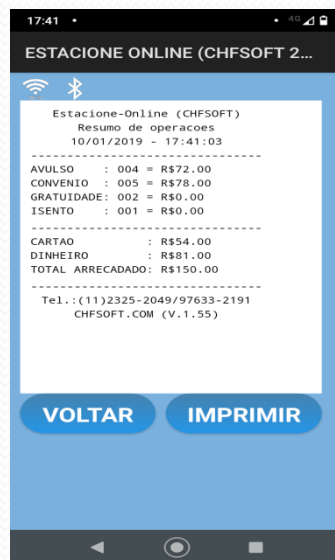 17:41
4G
ESTACIONE ONLINE (CHFSOFT 2...
Estacione-Online (CHFSOFT)
Resumo de operacoes
10/01/2019 - 17:41:03
--------------------------------
AVULSO : 004 = R$72.00
CONVENIO : 005 = R$78.00
GRATUIDADE: 002 = R$0.00
ISENTO : 001 = R$0.00
--------------------------------
CARTAO : R$54.00
DINHEIRO : R$81.00
TOTAL ARRECADADO: R$150.00
--------------------------------
Tel.:(11)2325-2049/97633-2191
CHFSOFT.COM (V.1.55)
VOLTAR
IMPRIMIR